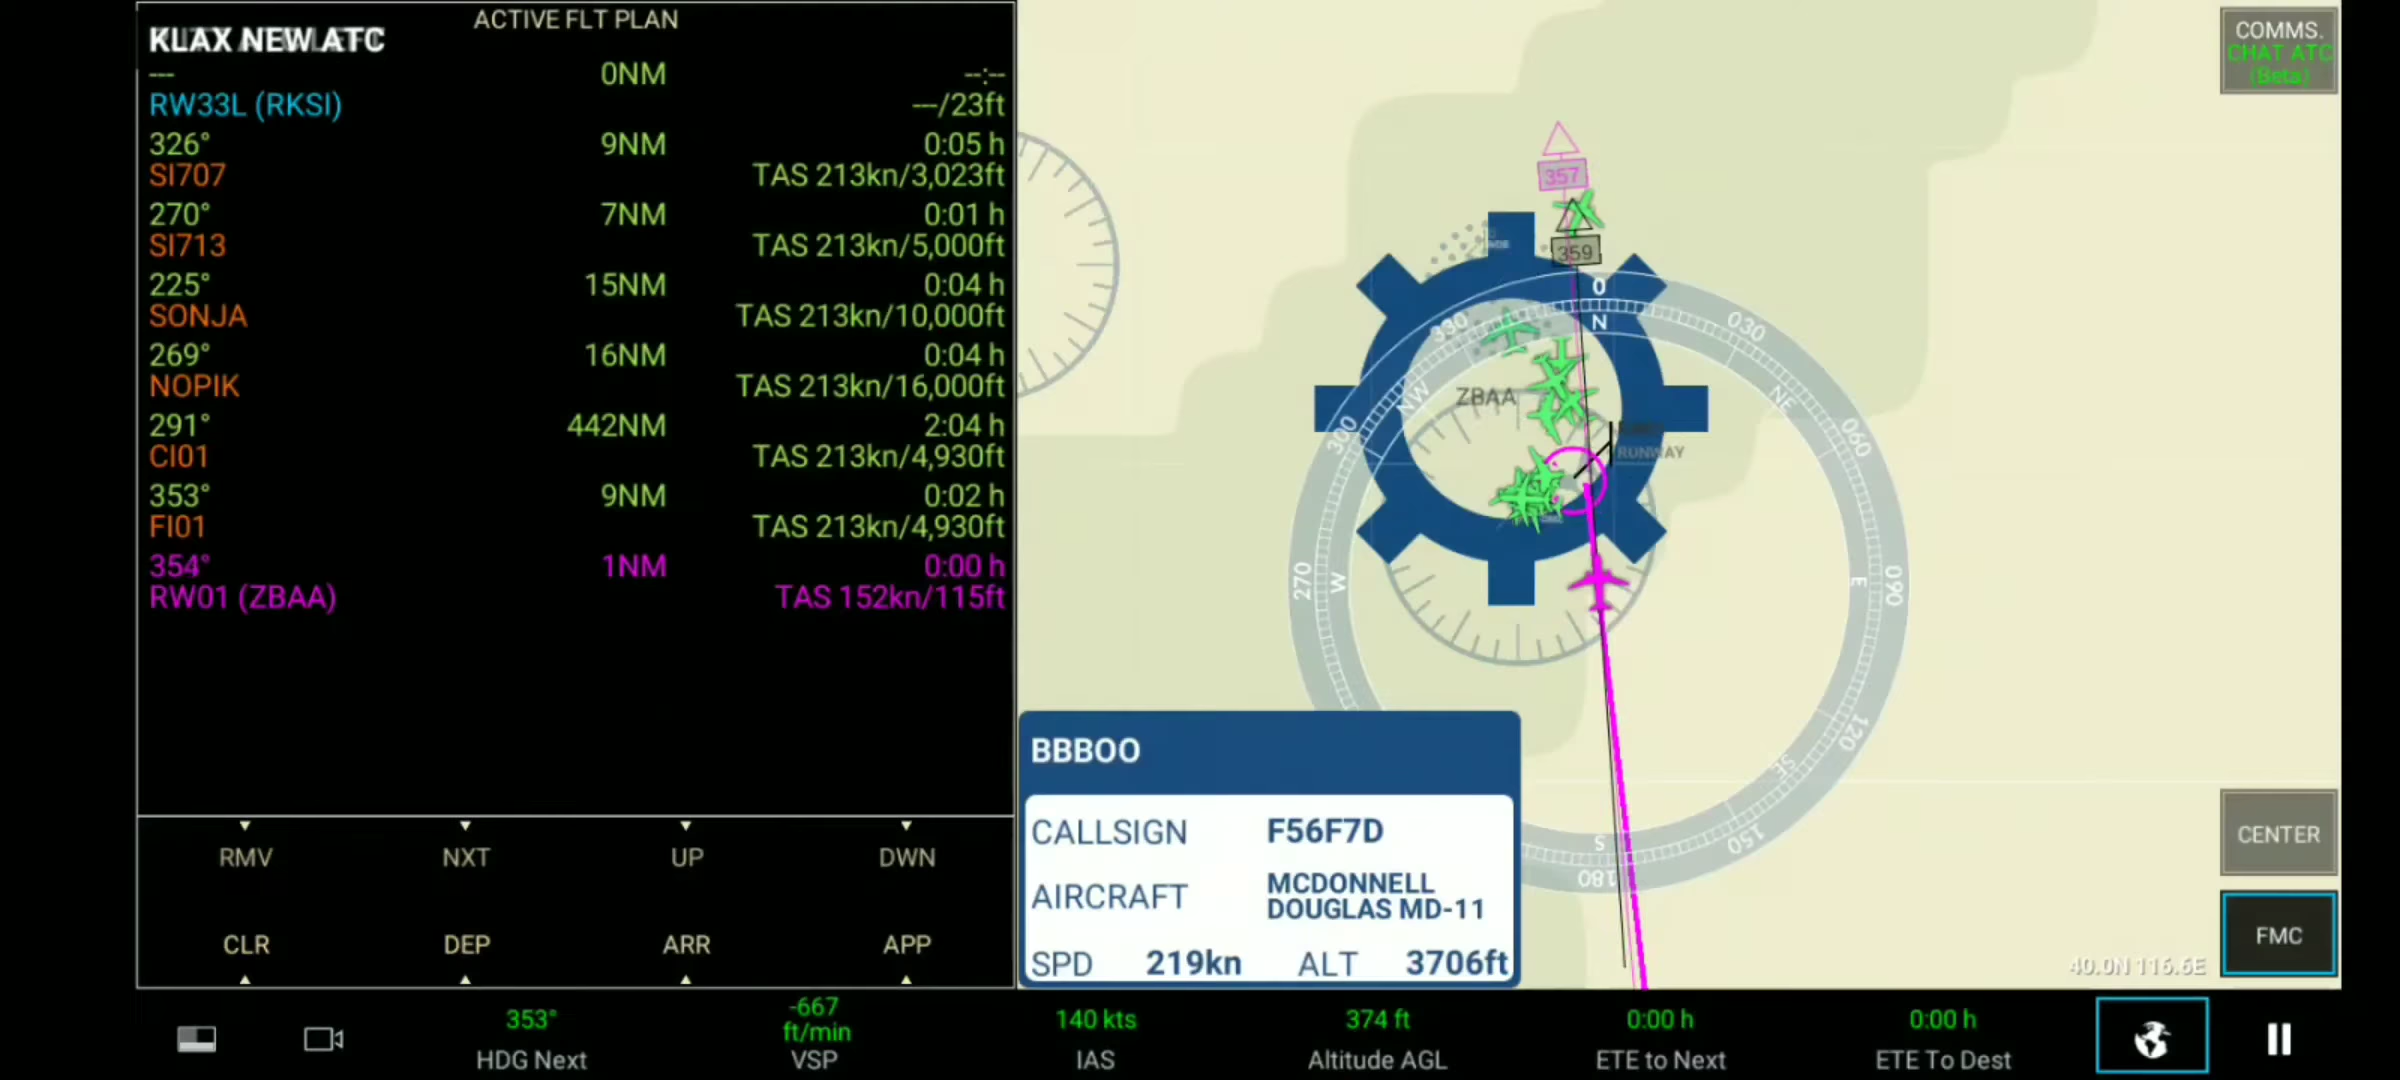 ACTIVE FLT PLAN
KLAX NEW ATC
--- 0NM --:--
RW33L (RKSI) ---/23ft
326° 9NM 0:05 h
SI707 TAS 213kn/3,023ft
270° 7NM 0:01 h
SI713 TAS 213kn/5,000ft
225° 15NM 0:04 h
SONJA TAS 213kn/10,000ft
269° 16NM 0:04 h
NOPIK TAS 213kn/16,000ft
291° 442NM 2:04 h
CI01 TAS 213kn/4,930ft
353° 9NM 0:02 h
FI01 TAS 213kn/4,930ft
354° 1NM 0:00 h
RW01 (ZBAA) TAS 152kn/115ft
RMV NXT UP DWN
CLR DEP ARR APP
COMMS.
CHAT ATC
(Beta)
357
359
0
N
330
030
NW
NE
ZBAA
300
060
RUNWAY
270
W
E
090
120
SE
150
S
180
BBBOO
CALLSIGN F56F7D
AIRCRAFT MCDONNELL
DOUGLAS MD-11
SPD 219kn ALT 3706ft
CENTER
FMC
40.0N 116.6E
353°
HDG Next
-667
ft/min
VSP
140 kts
IAS
374 ft
Altitude AGL
0:00 h
ETE to Next
0:00 h
ETE To Dest